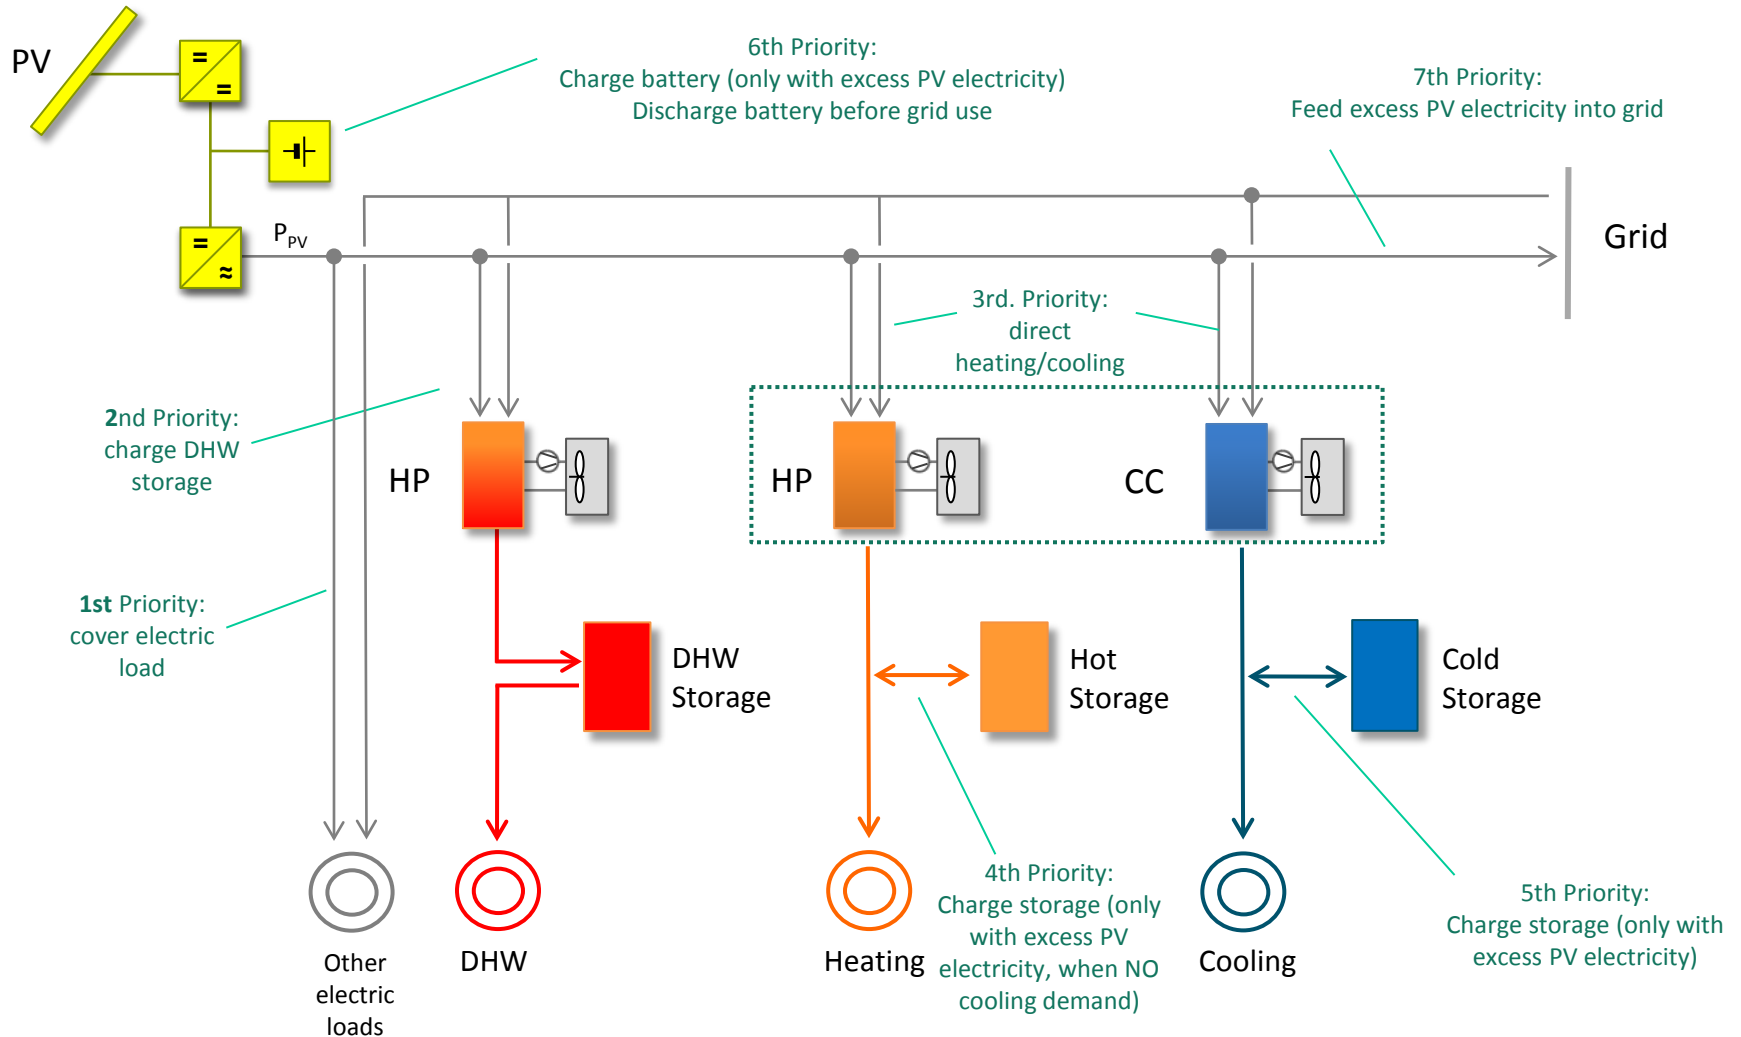 PV
6th Priority:
Charge battery (only with excess PV electricity)
Discharge battery before grid use
7th Priority:
Feed excess PV electricity into grid
P_PV
Grid
3rd. Priority:
direct
heating/cooling
2nd Priority:
charge DHW
storage
HP
HP
CC
1st Priority:
cover electric
load
DHW
Storage
Hot
Storage
Cold
Storage
4th Priority:
Charge storage (only
with excess PV
electricity, when NO
cooling demand)
5th Priority:
Charge storage (only with
excess PV electricity)
Other
electric
loads
DHW
Heating
Cooling